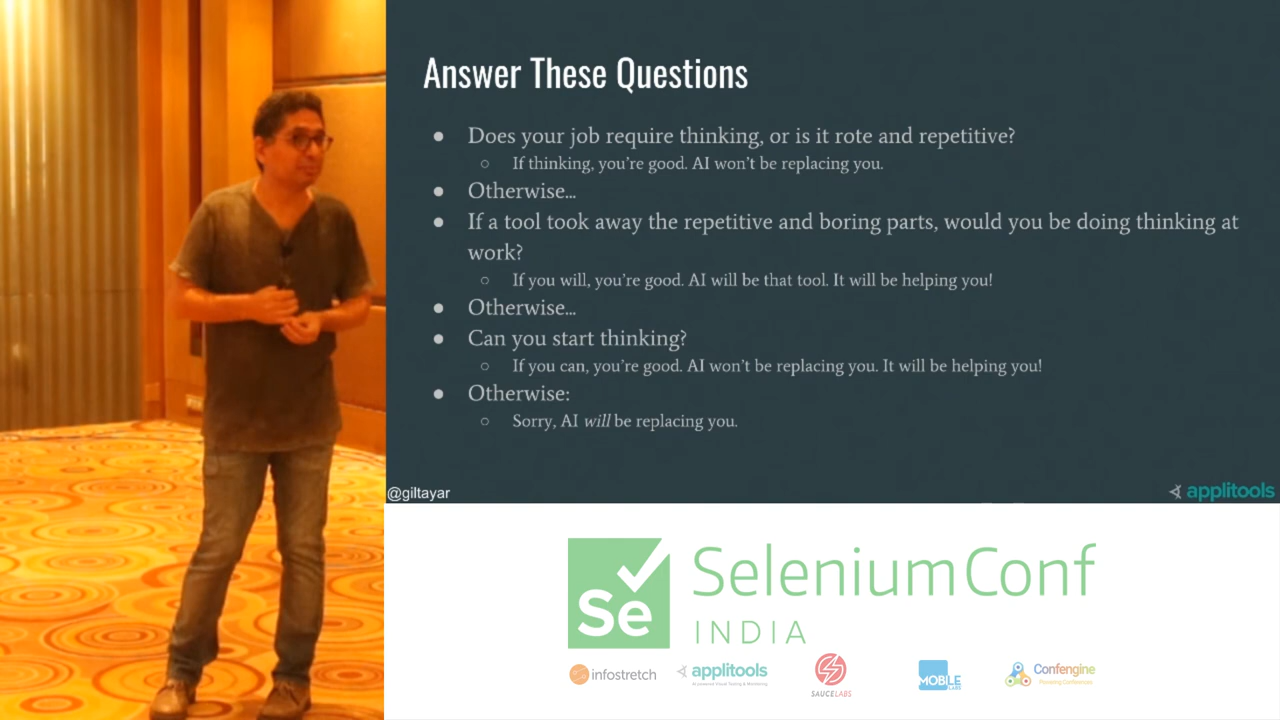 Answer These Questions
● Does your job require thinking, or is it rote and repetitive?
○ If thinking, you're good. AI won't be replacing you.
● Otherwise...
● If a tool took away the repetitive and boring parts, would you be doing thinking at
work?
○ If you will, you're good. AI will be that tool. It will be helping you!
● Otherwise...
● Can you start thinking?
○ If you can, you're good. AI won't be replacing you. It will be helping you!
● Otherwise:
○ Sorry, AI will be replacing you.
@giltayar
applitools
Se
SeleniumConf
INDIA
infostretch
applitools
SAUCELABS
MOBILE
LABS
Confengine